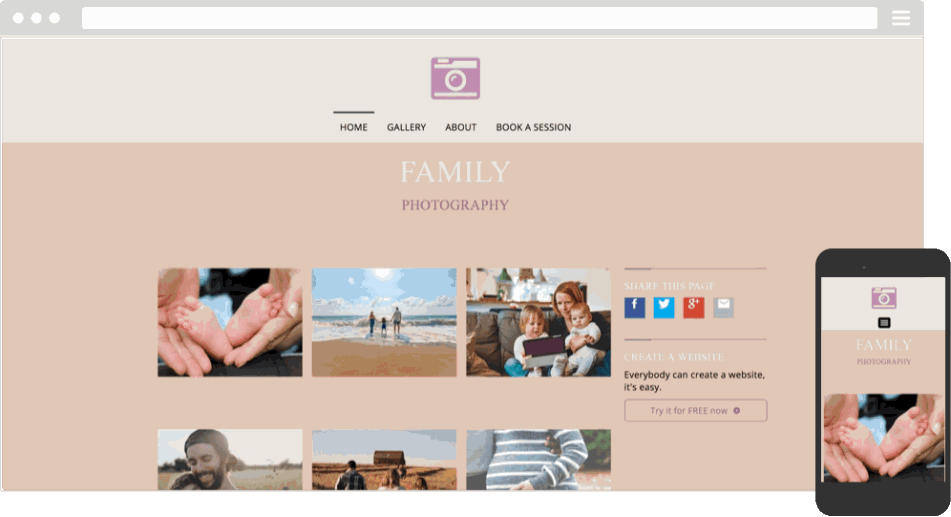 HOME GALLERY ABOUT BOOK A SESSION
FAMILY
PHOTOGRAPHY
SHARE THIS PAGE
f g+
CREATE A WEBSITE
Everybody can create a website,
it's easy.
Try it for FREE now
FAMILY
PHOTOGRAPHY